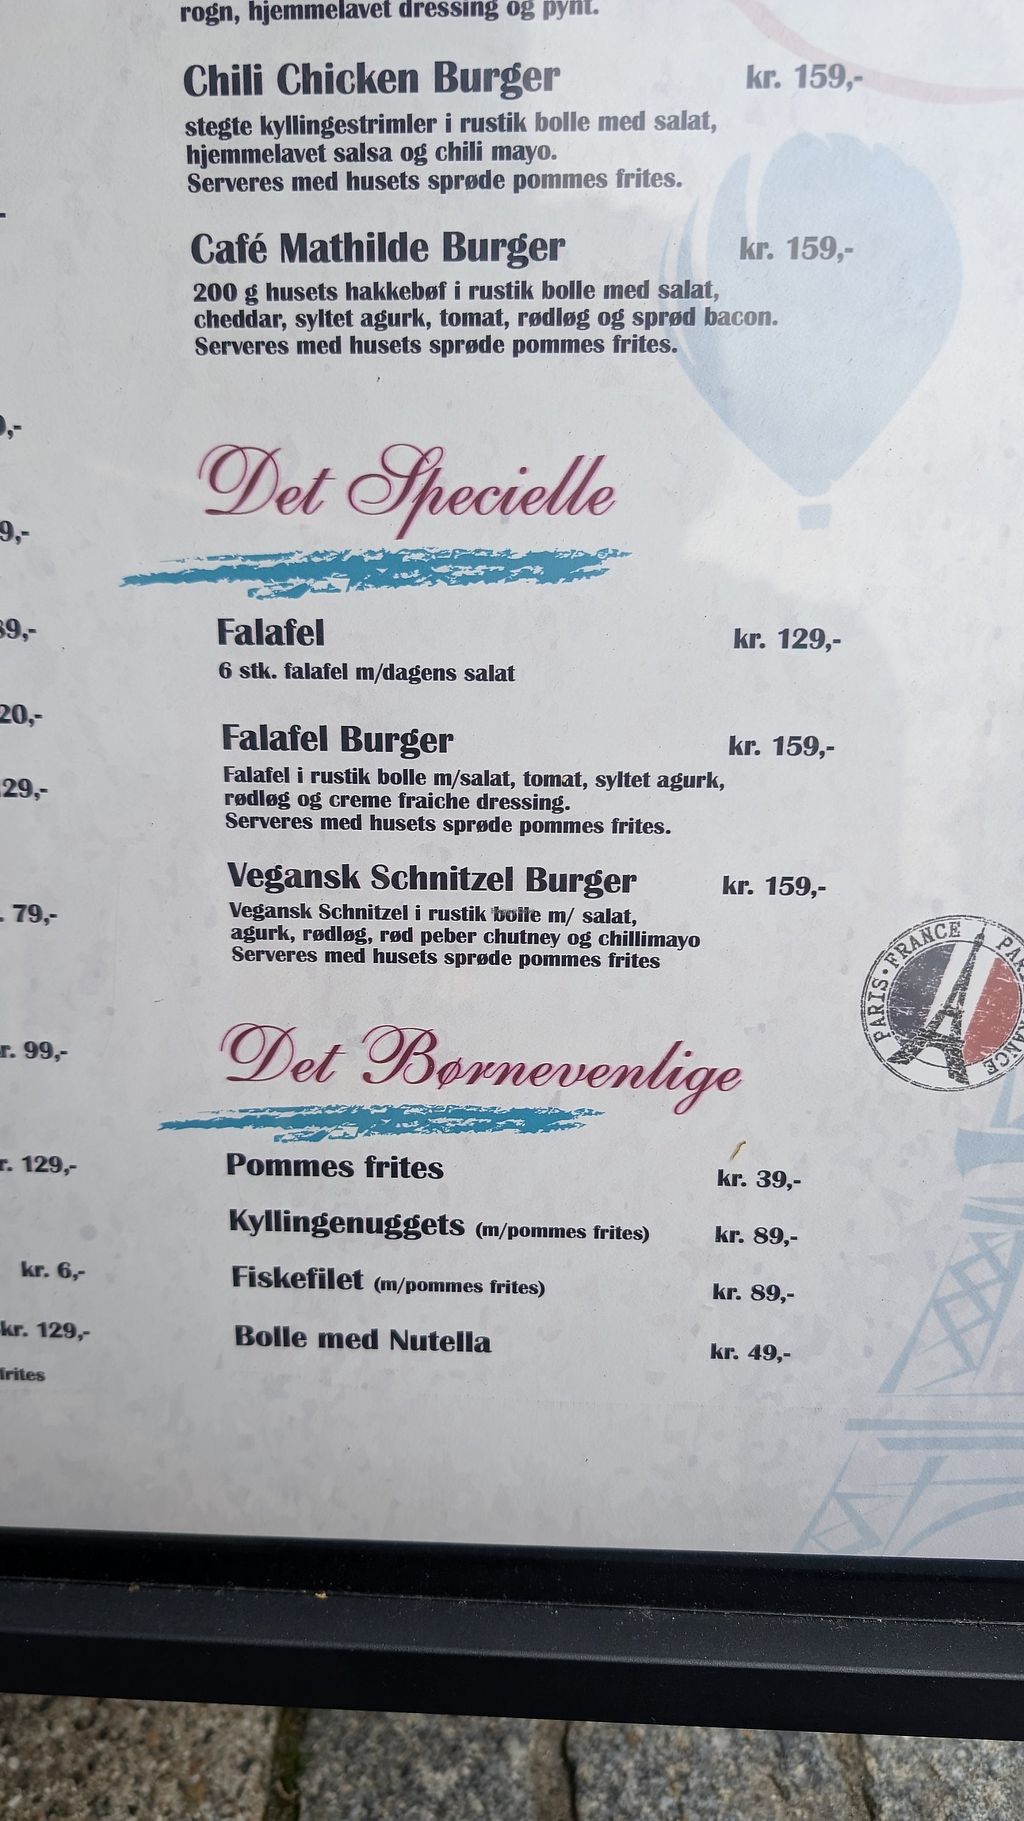 rogn, hjemmelavet dressing og pynt.
Chili Chicken Burger kr. 159,-
stegte kyllingestrimler i rustik bolle med salat,
hjemmelavet salsa og chili mayo.
Serveres med husets sprøde pommes frites.
Café Mathilde Burger kr. 159,-
200 g husets hakkebøf i rustik bolle med salat,
cheddar, syltet agurk, tomat, rødløg og sprød bacon.
Serveres med husets sprøde pommes frites.
Det Specielle
Falafel kr. 129,-
6 stk. falafel m/dagens salat
Falafel Burger kr. 159,-
Falafel i rustik bolle m/salat, tomat, syltet agurk,
rødløg og creme fraiche dressing.
Serveres med husets sprøde pommes frites.
Vegansk Schnitzel Burger kr. 159,-
Vegansk Schnitzel i rustik bolle m/ salat,
agurk, rødløg, rød peber chutney og chillimayo
Serveres med husets sprøde pommes frites
Det Børnevenlige
Pommes frites kr. 39,-
Kyllingenuggets (m/pommes frites) kr. 89,-
Fiskefilet (m/pommes frites) kr. 89,-
Bolle med Nutella kr. 49,-
9,-
29,-
. 79,-
r. 99,-
r. 129,-
kr. 6,-
kr. 129,-
frites
PARIS • FRANCE